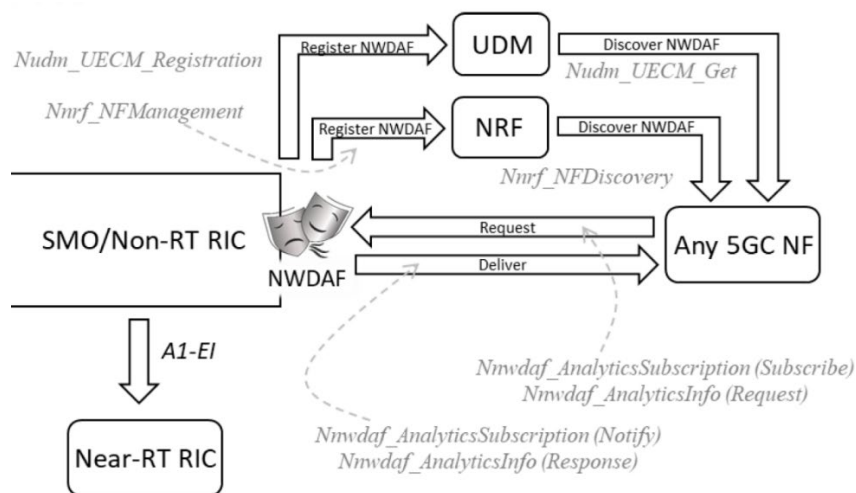 Register NWDAF
UDM
Discover NWDAF
Nudm_UECM_Registration
Nudm_UECM_Get
Nnrf_NFManagement
Register NWDAF
NRF
Discover NWDAF
Nnrf_NFDiscovery
SMO/Non-RT RIC
NWDAF
Request
Deliver
Any 5GC NF
A1-EI
Nnwdaf_AnalyticsSubscription (Subscribe)
Nnwdaf_AnalyticsInfo (Request)
Nnwdaf_AnalyticsSubscription (Notify)
Nnwdaf_AnalyticsInfo (Response)
Near-RT RIC